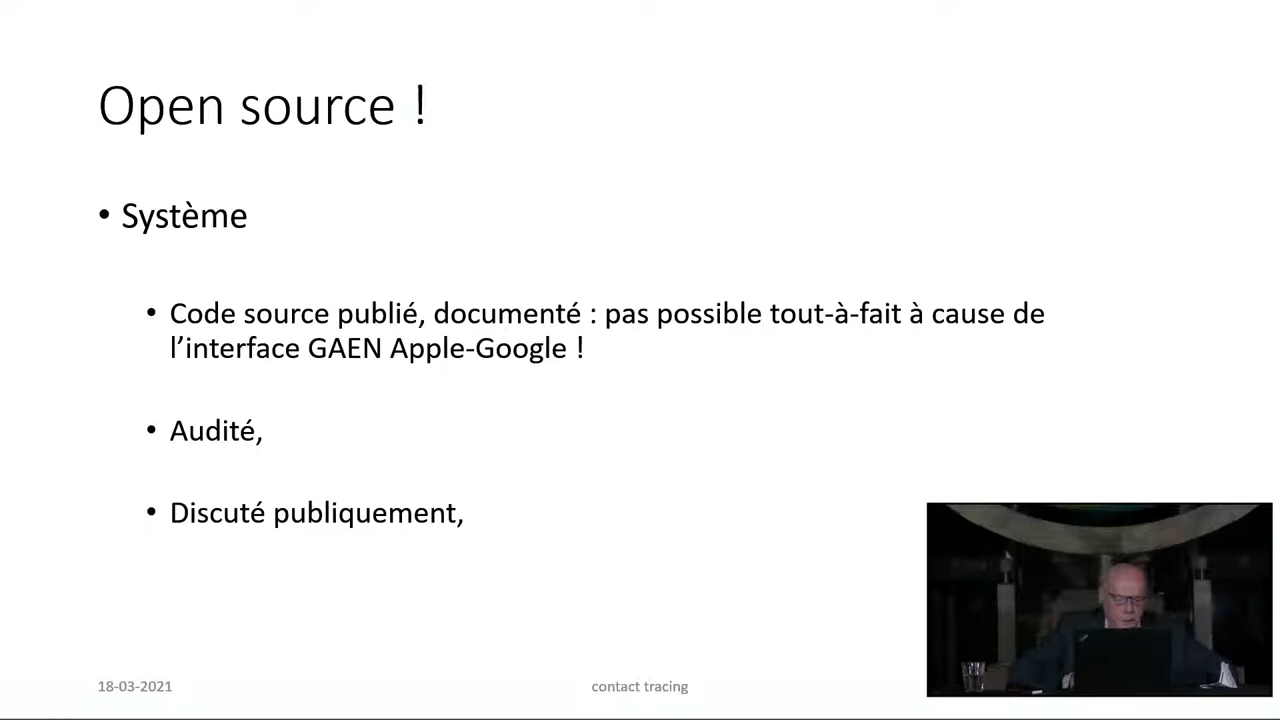 Open source !
• Système
• Code source publié, documenté : pas possible tout-à-fait à cause de
l’interface GAEN Apple-Google !
• Audité,
• Discuté publiquement,
18-03-2021
contact tracing